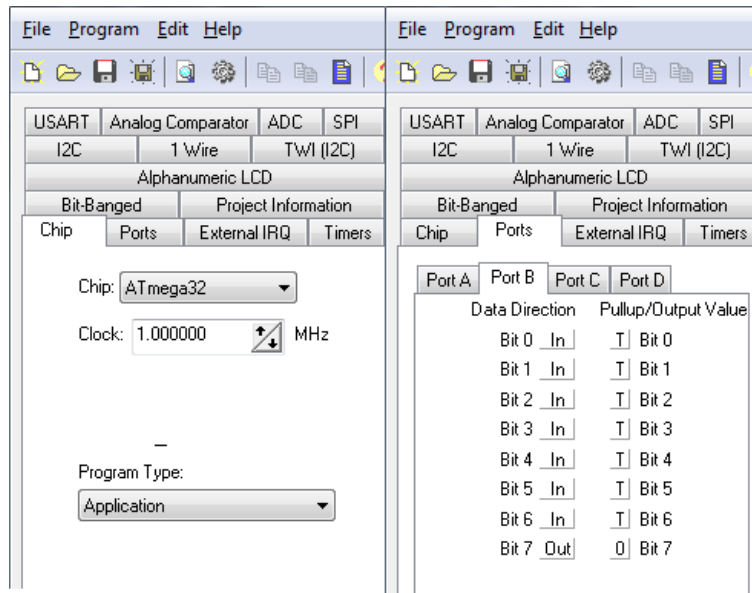 File Program Edit Help
USART Analog Comparator ADC SPI
I2C 1 Wire TWI (I2C)
Alphanumeric LCD
Bit-Banged Project Information
Chip Ports External IRQ Timers
Chip: ATmega32
Clock: 1.000000 MHz
Program Type:
Application
File Program Edit Help
USART Analog Comparator ADC SPI
I2C 1 Wire TWI (I2C)
Alphanumeric LCD
Bit-Banged Project Information
Chip Ports External IRQ Timers
Port A Port B Port C Port D
Data Direction Pullup/Output Value
Bit 0 In T Bit 0
Bit 1 In T Bit 1
Bit 2 In T Bit 2
Bit 3 In T Bit 3
Bit 4 In T Bit 4
Bit 5 In T Bit 5
Bit 6 In T Bit 6
Bit 7 Out 0 Bit 7